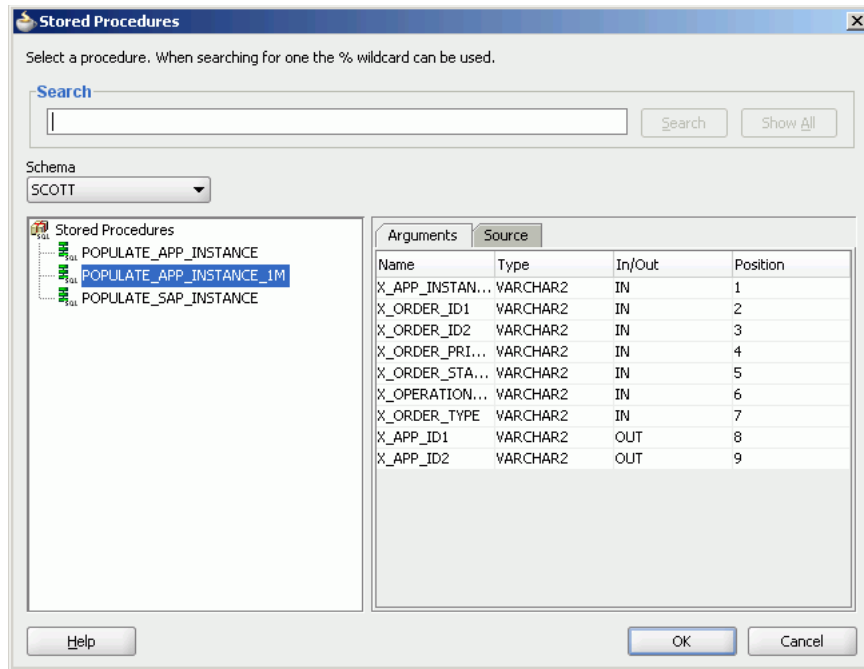 Stored Procedures
Select a procedure. When searching for one the % wildcard can be used.
Search
Search Show All
Schema
SCOTT
Stored Procedures
POPULATE_APP_INSTANCE
POPULATE_APP_INSTANCE_1M
POPULATE_SAP_INSTANCE
Arguments Source
Name Type In/Out Position
X_APP_INSTAN... VARCHAR2 IN 1
X_ORDER_ID1 VARCHAR2 IN 2
X_ORDER_ID2 VARCHAR2 IN 3
X_ORDER_PRI... VARCHAR2 IN 4
X_ORDER_STA... VARCHAR2 IN 5
X_OPERATION... VARCHAR2 IN 6
X_ORDER_TYPE VARCHAR2 IN 7
X_APP_ID1 VARCHAR2 OUT 8
X_APP_ID2 VARCHAR2 OUT 9
Help OK Cancel